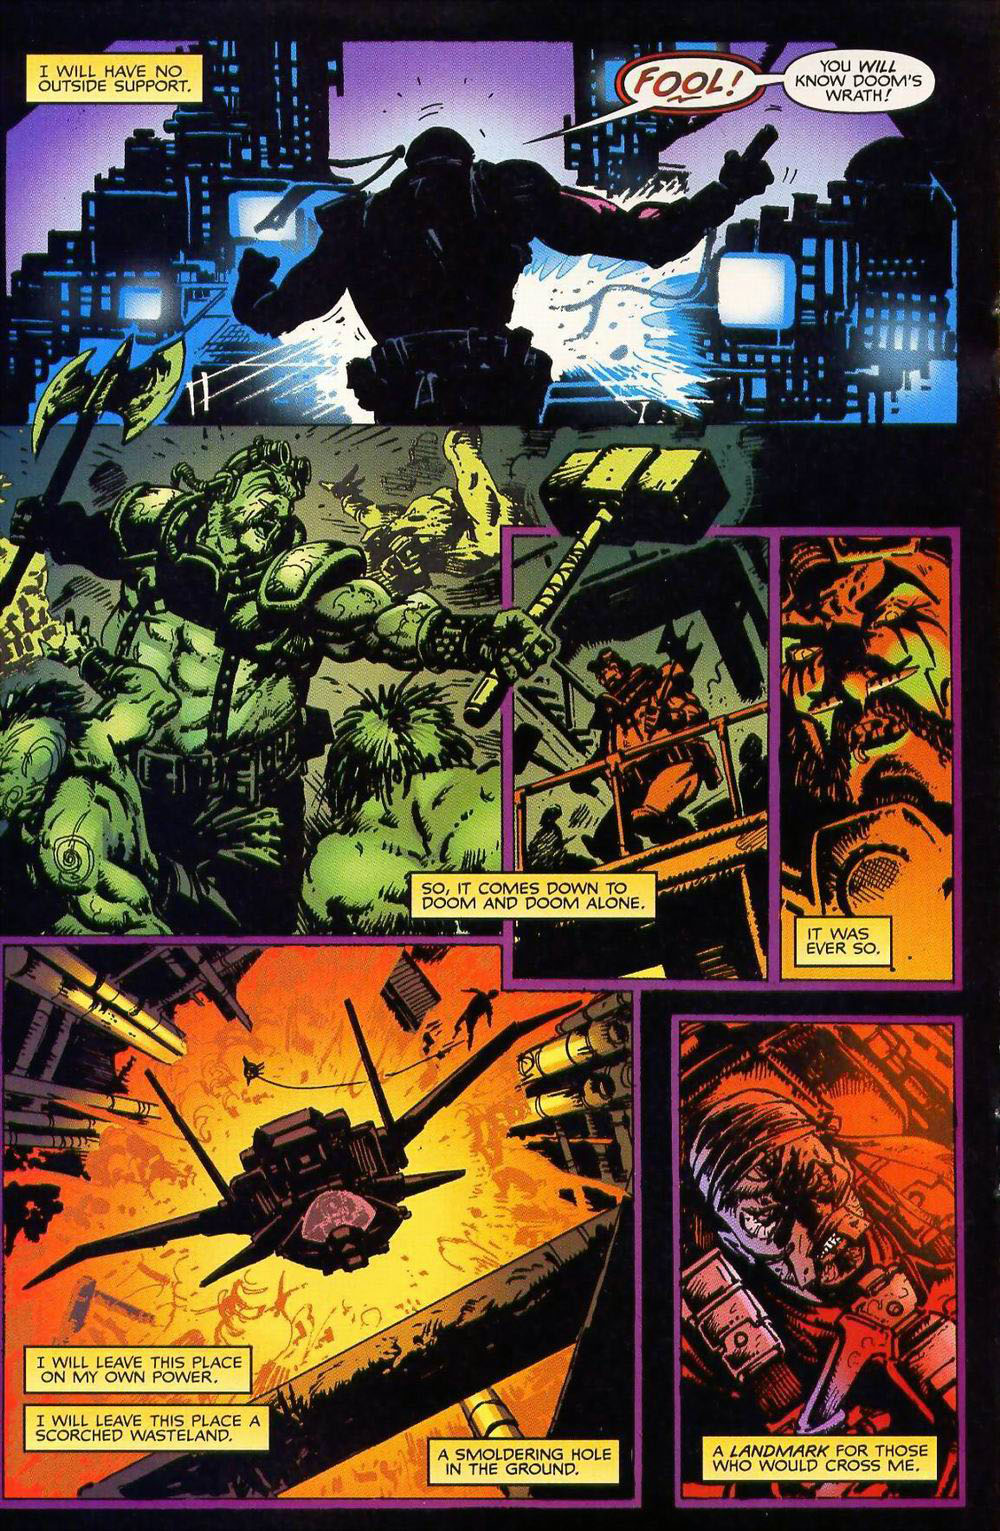 I WILL HAVE NO
OUTSIDE SUPPORT.
FOOL!
YOU WILL
KNOW DOOM'S
WRATH!
SO, IT COMES DOWN TO
DOOM AND DOOM ALONE.
IT WAS
EVER SO.
I WILL LEAVE THIS PLACE
ON MY OWN POWER.
I WILL LEAVE THIS PLACE A
SCORCHED WASTELAND.
A SMOLDERING HOLE
IN THE GROUND.
A LANDMARK FOR THOSE
WHO WOULD CROSS ME.